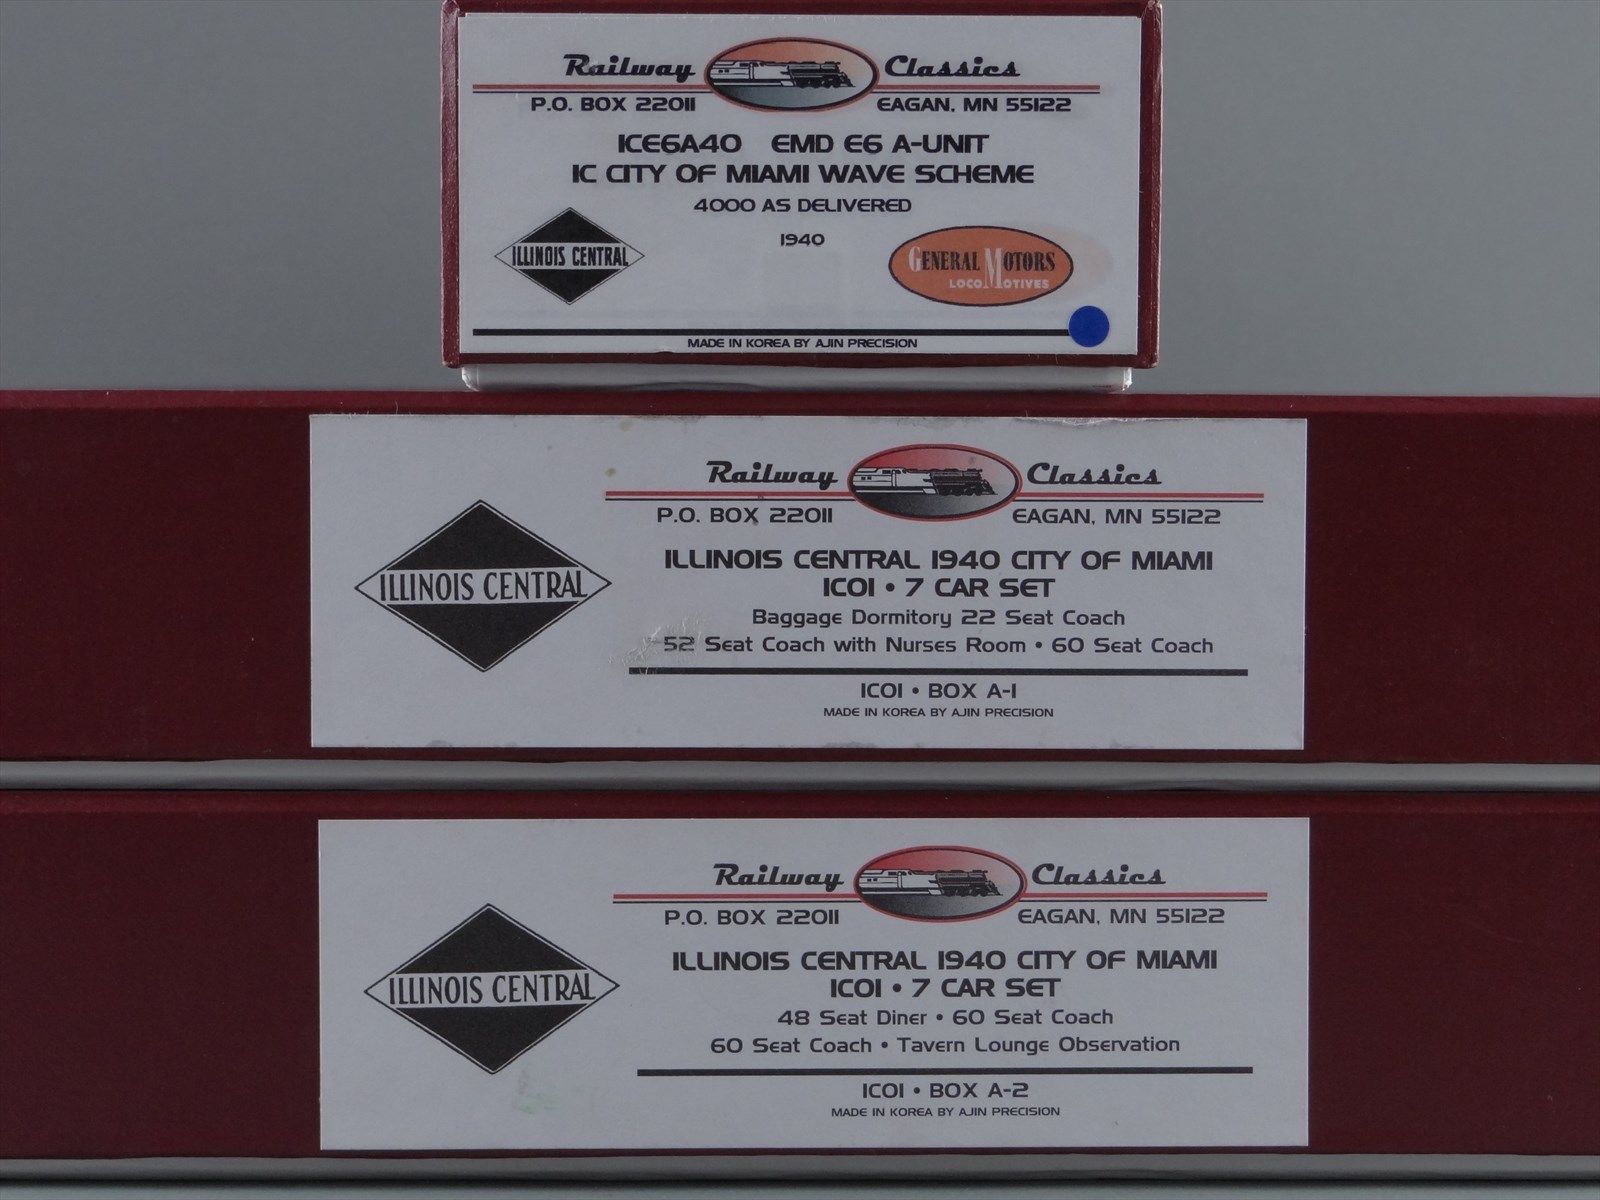 Railway Classics
P.O. BOX 22011 EAGAN, MN 55122
ICE6A40 EMD E6 A-UNIT
IC CITY OF MIAMI WAVE SCHEME
4000 AS DELIVERED
1940
ILLINOIS CENTRAL
GENERAL MOTORS
LOCOMOTIVES
MADE IN KOREA BY AJIN PRECISION
Railway Classics
P.O. BOX 22011 EAGAN, MN 55122
ILLINOIS CENTRAL 1940 CITY OF MIAMI
IC01 • 7 CAR SET
Baggage Dormitory 22 Seat Coach
52 Seat Coach with Nurses Room • 60 Seat Coach
ILLINOIS CENTRAL
IC01 • BOX A-1
MADE IN KOREA BY AJIN PRECISION
Railway Classics
P.O. BOX 22011 EAGAN, MN 55122
ILLINOIS CENTRAL 1940 CITY OF MIAMI
IC01 • 7 CAR SET
48 Seat Diner • 60 Seat Coach
60 Seat Coach • Tavern Lounge Observation
ILLINOIS CENTRAL
IC01 • BOX A-2
MADE IN KOREA BY AJIN PRECISION